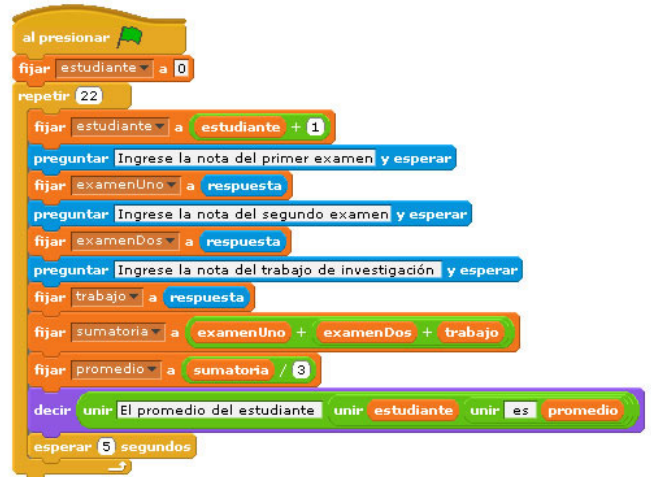 al presionar
fijar estudiante a 0
repetir 22
fijar estudiante a estudiante + 1
preguntar Ingrese la nota del primer examen y esperar
fijar examenUno a respuesta
preguntar Ingrese la nota del segundo examen y esperar
fijar examenDos a respuesta
preguntar Ingrese la nota del trabajo de investigación y esperar
fijar trabajo a respuesta
fijar sumatoria a examenUno + examenDos + trabajo
fijar promedio a sumatoria / 3
decir unir El promedio del estudiante unir estudiante unir es promedio
esperar 5 segundos